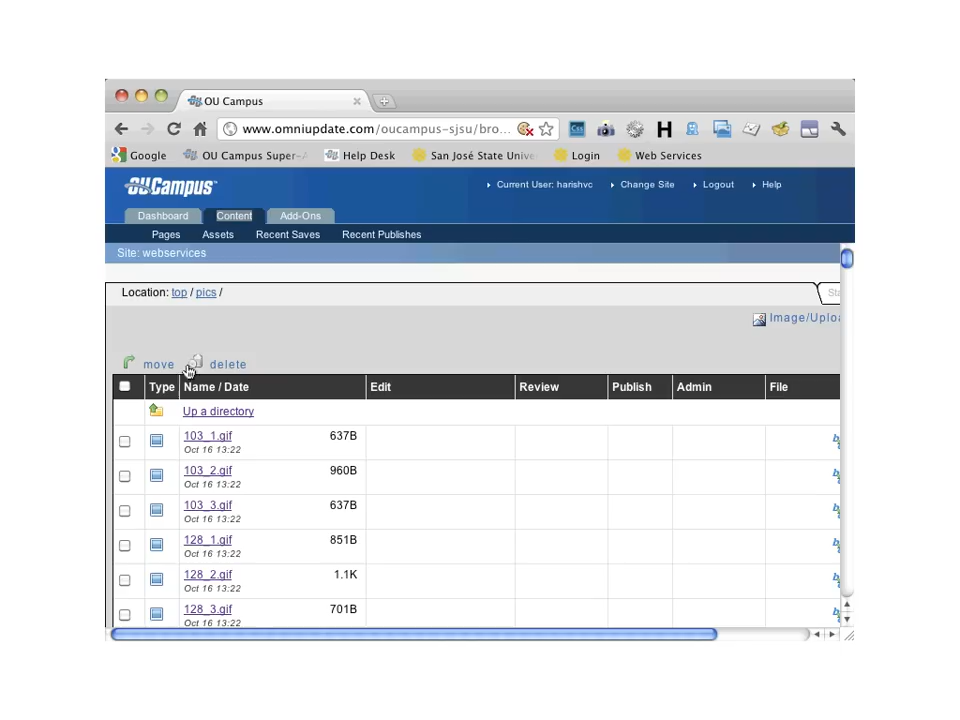 OU Campus
www.omniupdate.com/oucampus-sjsu/bro...
Css
H
Google OU Campus Super- Help Desk San José State Unive Login Web Services
OU Campus
Current User: harishvc Change Site Logout Help
Dashboard Content Add-Ons
Pages Assets Recent Saves Recent Publishes
Site: webservices
Location: top / pics /
Image/Uplo
move delete
Type Name / Date Edit Review Publish Admin File
Up a directory
103_1.gif 637B
Oct 16 13:22
103_2.gif 960B
Oct 16 13:22
103_3.gif 637B
Oct 16 13:22
128_1.gif 851B
Oct 16 13:22
128_2.gif 1.1K
Oct 16 13:22
128_3.gif 701B
Oct 16 13:22